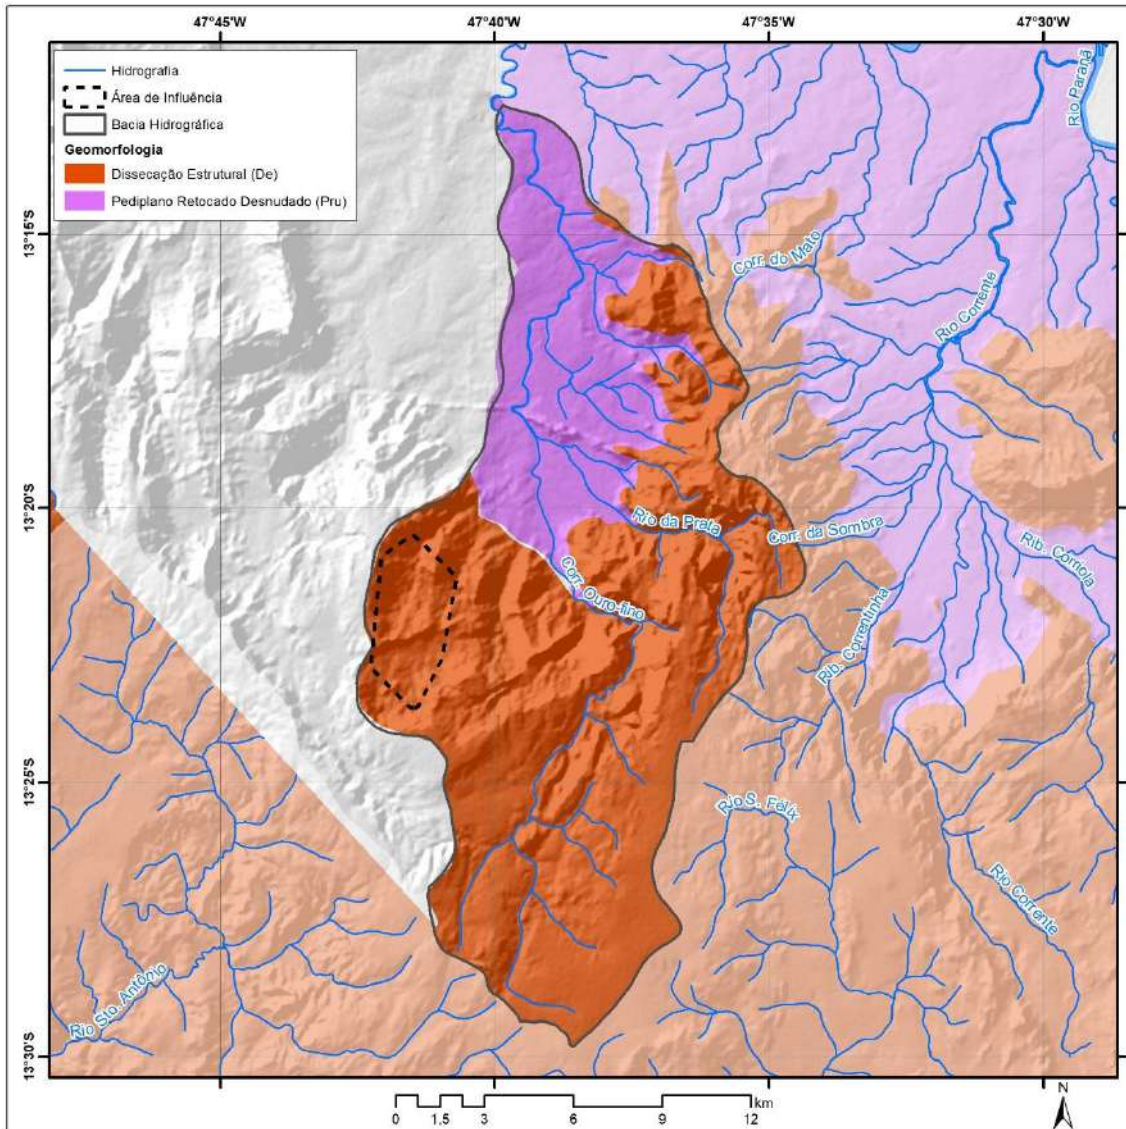 47°45'W
47°40'W
47°35'W
47°30'W
Hidrografia
Área de Influência
Bacia Hidrográfica
Geomorfologia
Dissecação Estrutural (De)
Pediplano Retocado Desnudado (Pru)
Rio Paranã
13°15'S
Corr. do Mato
Rio Corrente
13°20'S
Rio da Prata
Corr. da Sombra
Rib. Corriola
Corr. Ouro-fino
Rib. Correntinha
13°25'S
Rio S. Félix
Rio Corrente
Rio Sto. Antônio
13°30'S
N
km
0 1,5 3 6 9 12